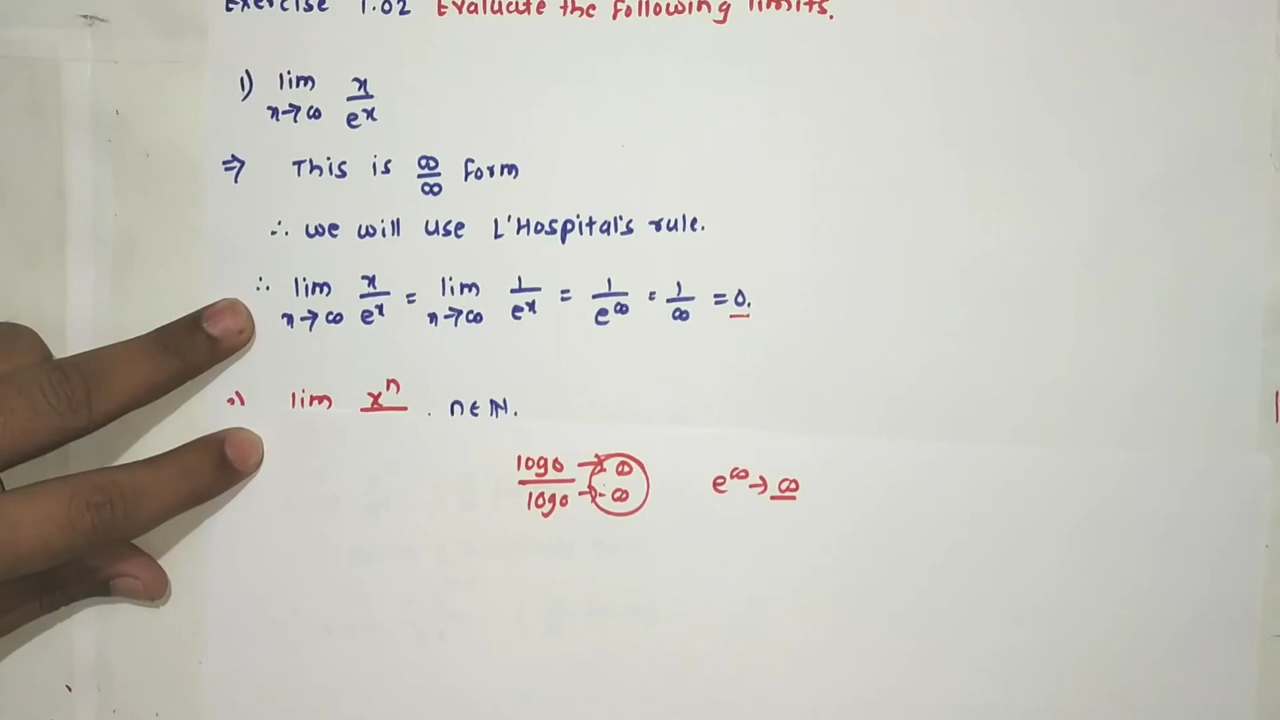 Exercise 1.02 Evaluate the following limits.
1) lim x→∞ x/e^x
⇒ This is ∞/∞ form
∴ we will use L'Hospital's rule.
∴ lim x→∞ x/e^x = lim x→∞ 1/e^x = 1/e^∞ = 1/∞ = 0.
lim x^n . n∈N.
log0 → ∞
log0 → -∞ e^∞ → ∞